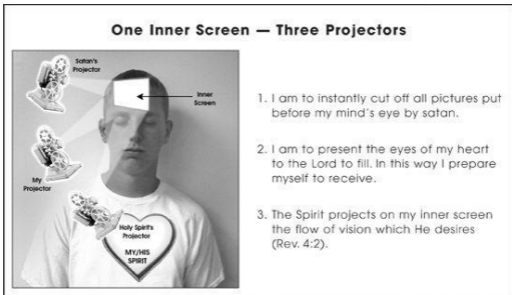 One Inner Screen — Three Projectors
Satan's
Projector
Inner
Screen
My
Projector
Holy Spirit's
Projector
MY/HIS
SPIRIT
1. I am to instantly cut off all pictures put
before my mind's eye by satan.
2. I am to present the eyes of my heart
to the Lord to fill. In this way I prepare
myself to receive.
3. The Spirit projects on my inner screen
the flow of vision which He desires
(Rev. 4:2).